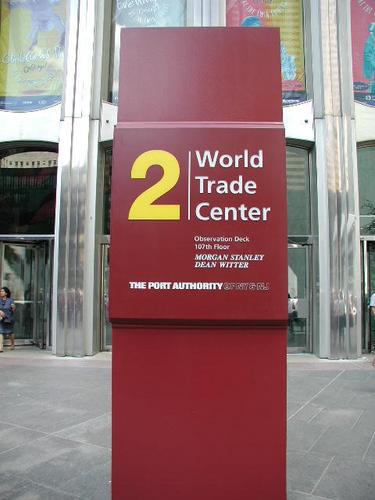 2
World
Trade
Center
Observation Deck
107th Floor
MORGAN STANLEY
DEAN WITTER
THE PORT AUTHORITY OF NY & NJ